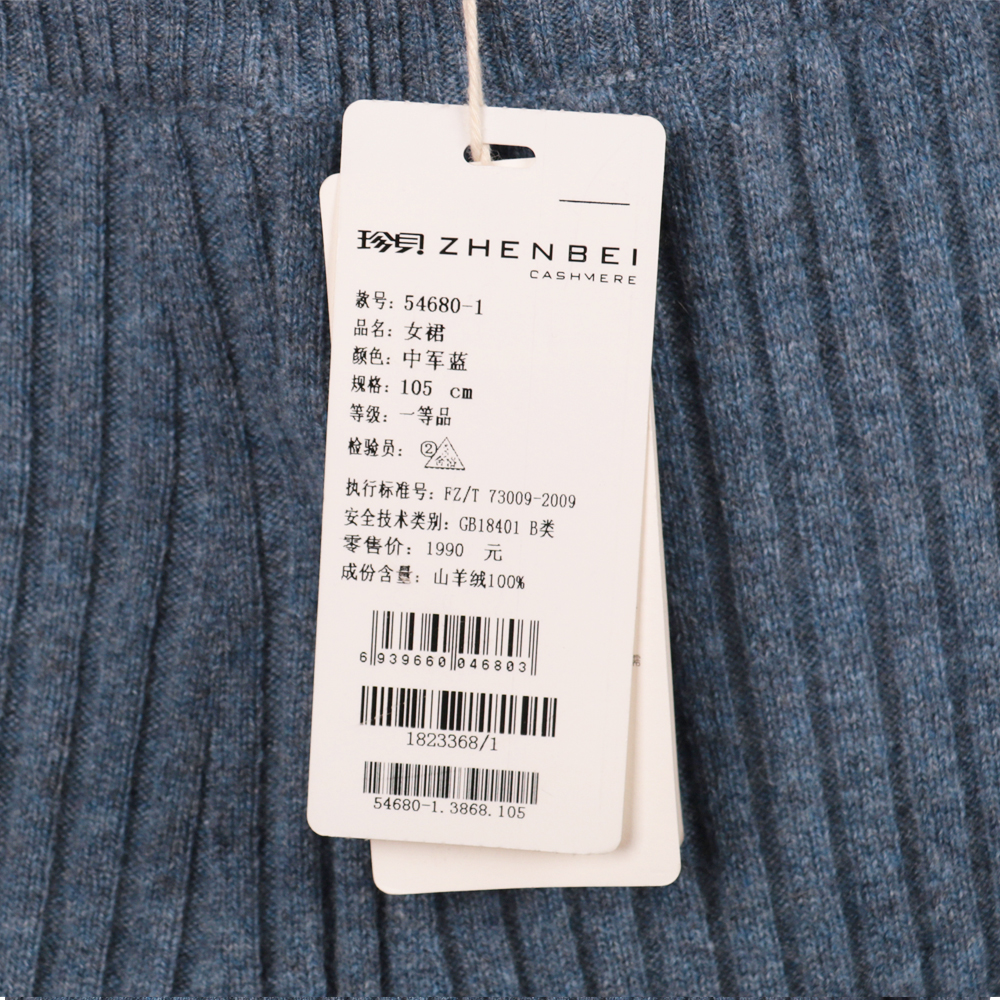 珍貝 ZHENBEI
CASHMERE
款号: 54680-1
品名: 女裙
颜色: 中军蓝
规格: 105 cm
等级: 一等品
检验员: ②
执行标准号: FZ/T 73009-2009
安全技术类别: GB18401 B类
零售价: 1990 元
成份含量: 山羊绒100%
6 939660 046803
1823368/1
54680-1.3868.105